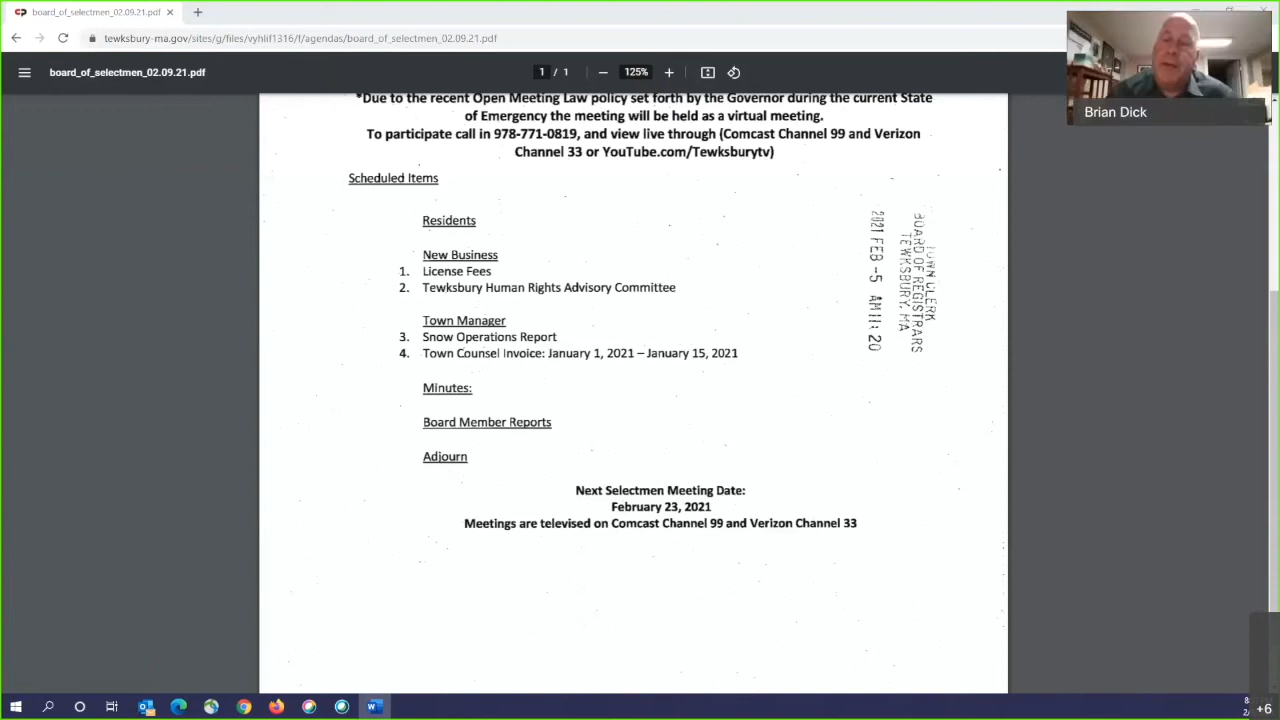 board_of_selectmen_02.09.21.pdf
tewksbury-ma.gov/sites/g/files/vyhlif1316/f/agendas/board_of_selectmen_02.09.21.pdf
board_of_selectmen_02.09.21.pdf
1 / 1
125%
Brian Dick
*Due to the recent Open Meeting Law policy set forth by the Governor during the current State
of Emergency the meeting will be held as a virtual meeting.
To participate call in 978-771-0819, and view live through (Comcast Channel 99 and Verizon
Channel 33 or YouTube.com/Tewksburytv)
Scheduled Items
Residents
New Business
1. License Fees
2. Tewksbury Human Rights Advisory Committee
Town Manager
3. Snow Operations Report
4. Town Counsel Invoice: January 1, 2021 – January 15, 2021
Minutes:
Board Member Reports
Adjourn
Next Selectmen Meeting Date:
February 23, 2021
Meetings are televised on Comcast Channel 99 and Verizon Channel 33
TOWN CLERK
BOARD OF REGISTRARS
TEWKSBURY, MA
2021 FEB -5 AM 11:20
+6